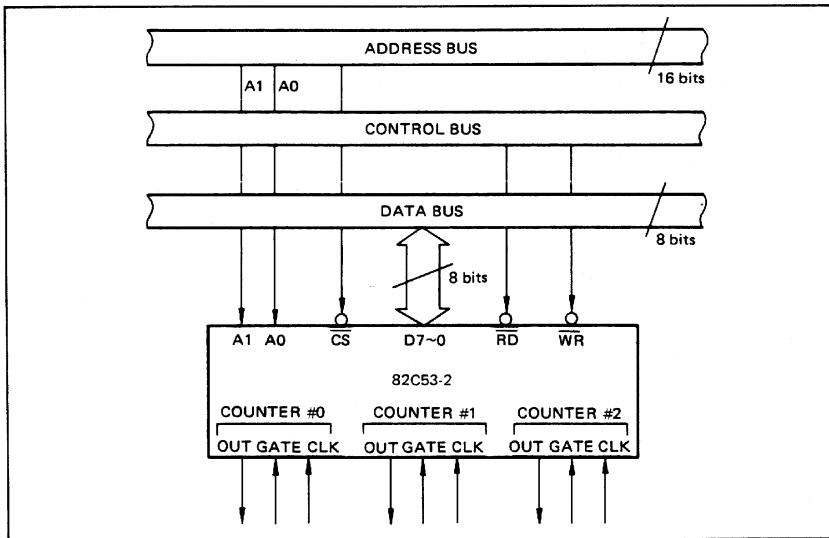 ADDRESS BUS
16 bits
A1 A0
CONTROL BUS
DATA BUS
8 bits
8 bits
A1 A0 CS D7~0 RD WR
82C53-2
COUNTER #0 COUNTER #1 COUNTER #2
OUT GATE CLK OUT GATE CLK OUT GATE CLK